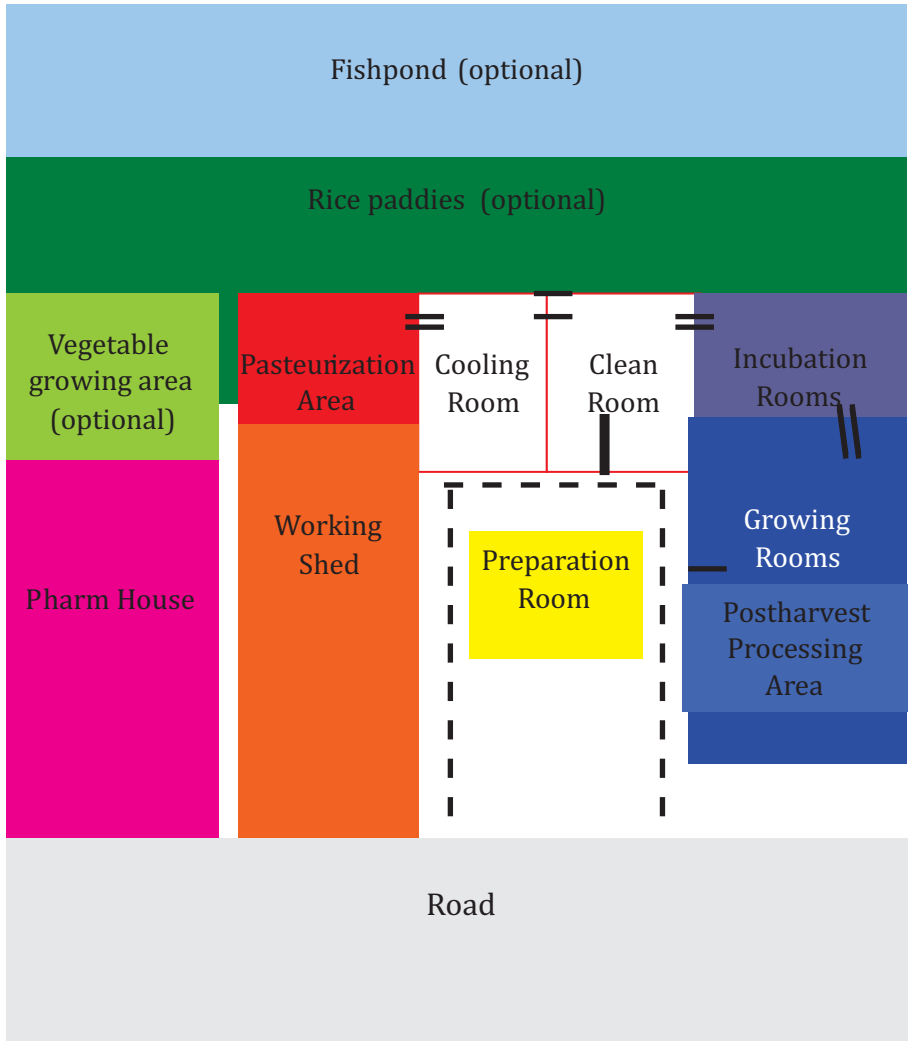 Fishpond (optional)
Rice paddies (optional)
Vegetable
growing area
(optional)
Pasteurization
Area
Cooling
Room
Clean
Room
Incubation
Rooms
Pharm House
Working
Shed
Preparation
Room
Growing
Rooms
Postharvest
Processing
Area
Road